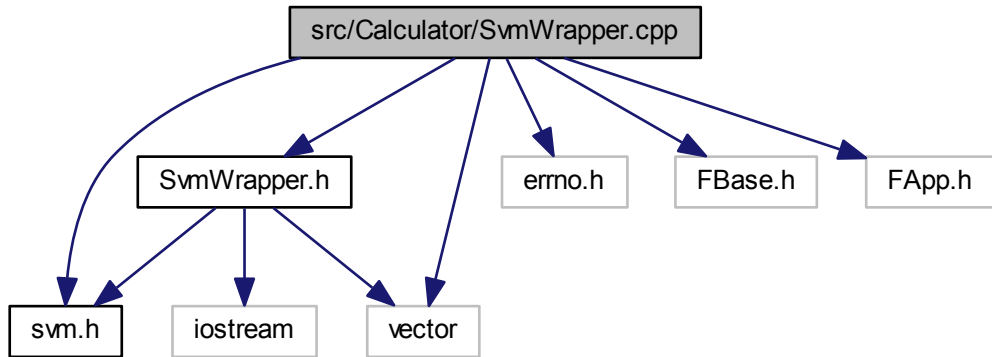 src/Calculator/SvmWrapper.cpp
SvmWrapper.h
errno.h
FBase.h
FApp.h
svm.h
iostream
vector